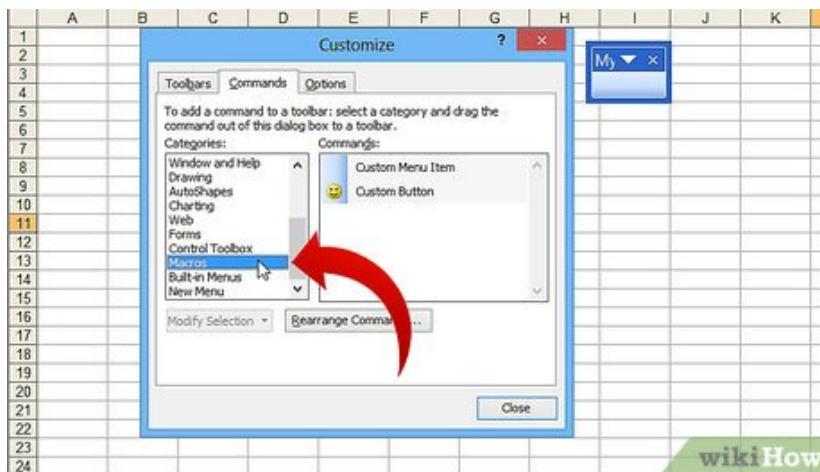 A B C D E F G H I J K
1
2
3
4
5
6
7
8
9
10
11
12
13
14
15
16
17
18
19
20
21
22
23
24
Customize ?
My
Toolbars Commands Options
To add a command to a toolbar: select a category and drag the
command out of this dialog box to a toolbar.
Categories: Commands:
Window and Help
Drawing
AutoShapes
Charting
Web
Forms
Control Toolbox
Macros
Built-in Menus
New Menu
Custom Menu Item
Custom Button
Modify Selection Rearrange Comma...
Close
wikiHow